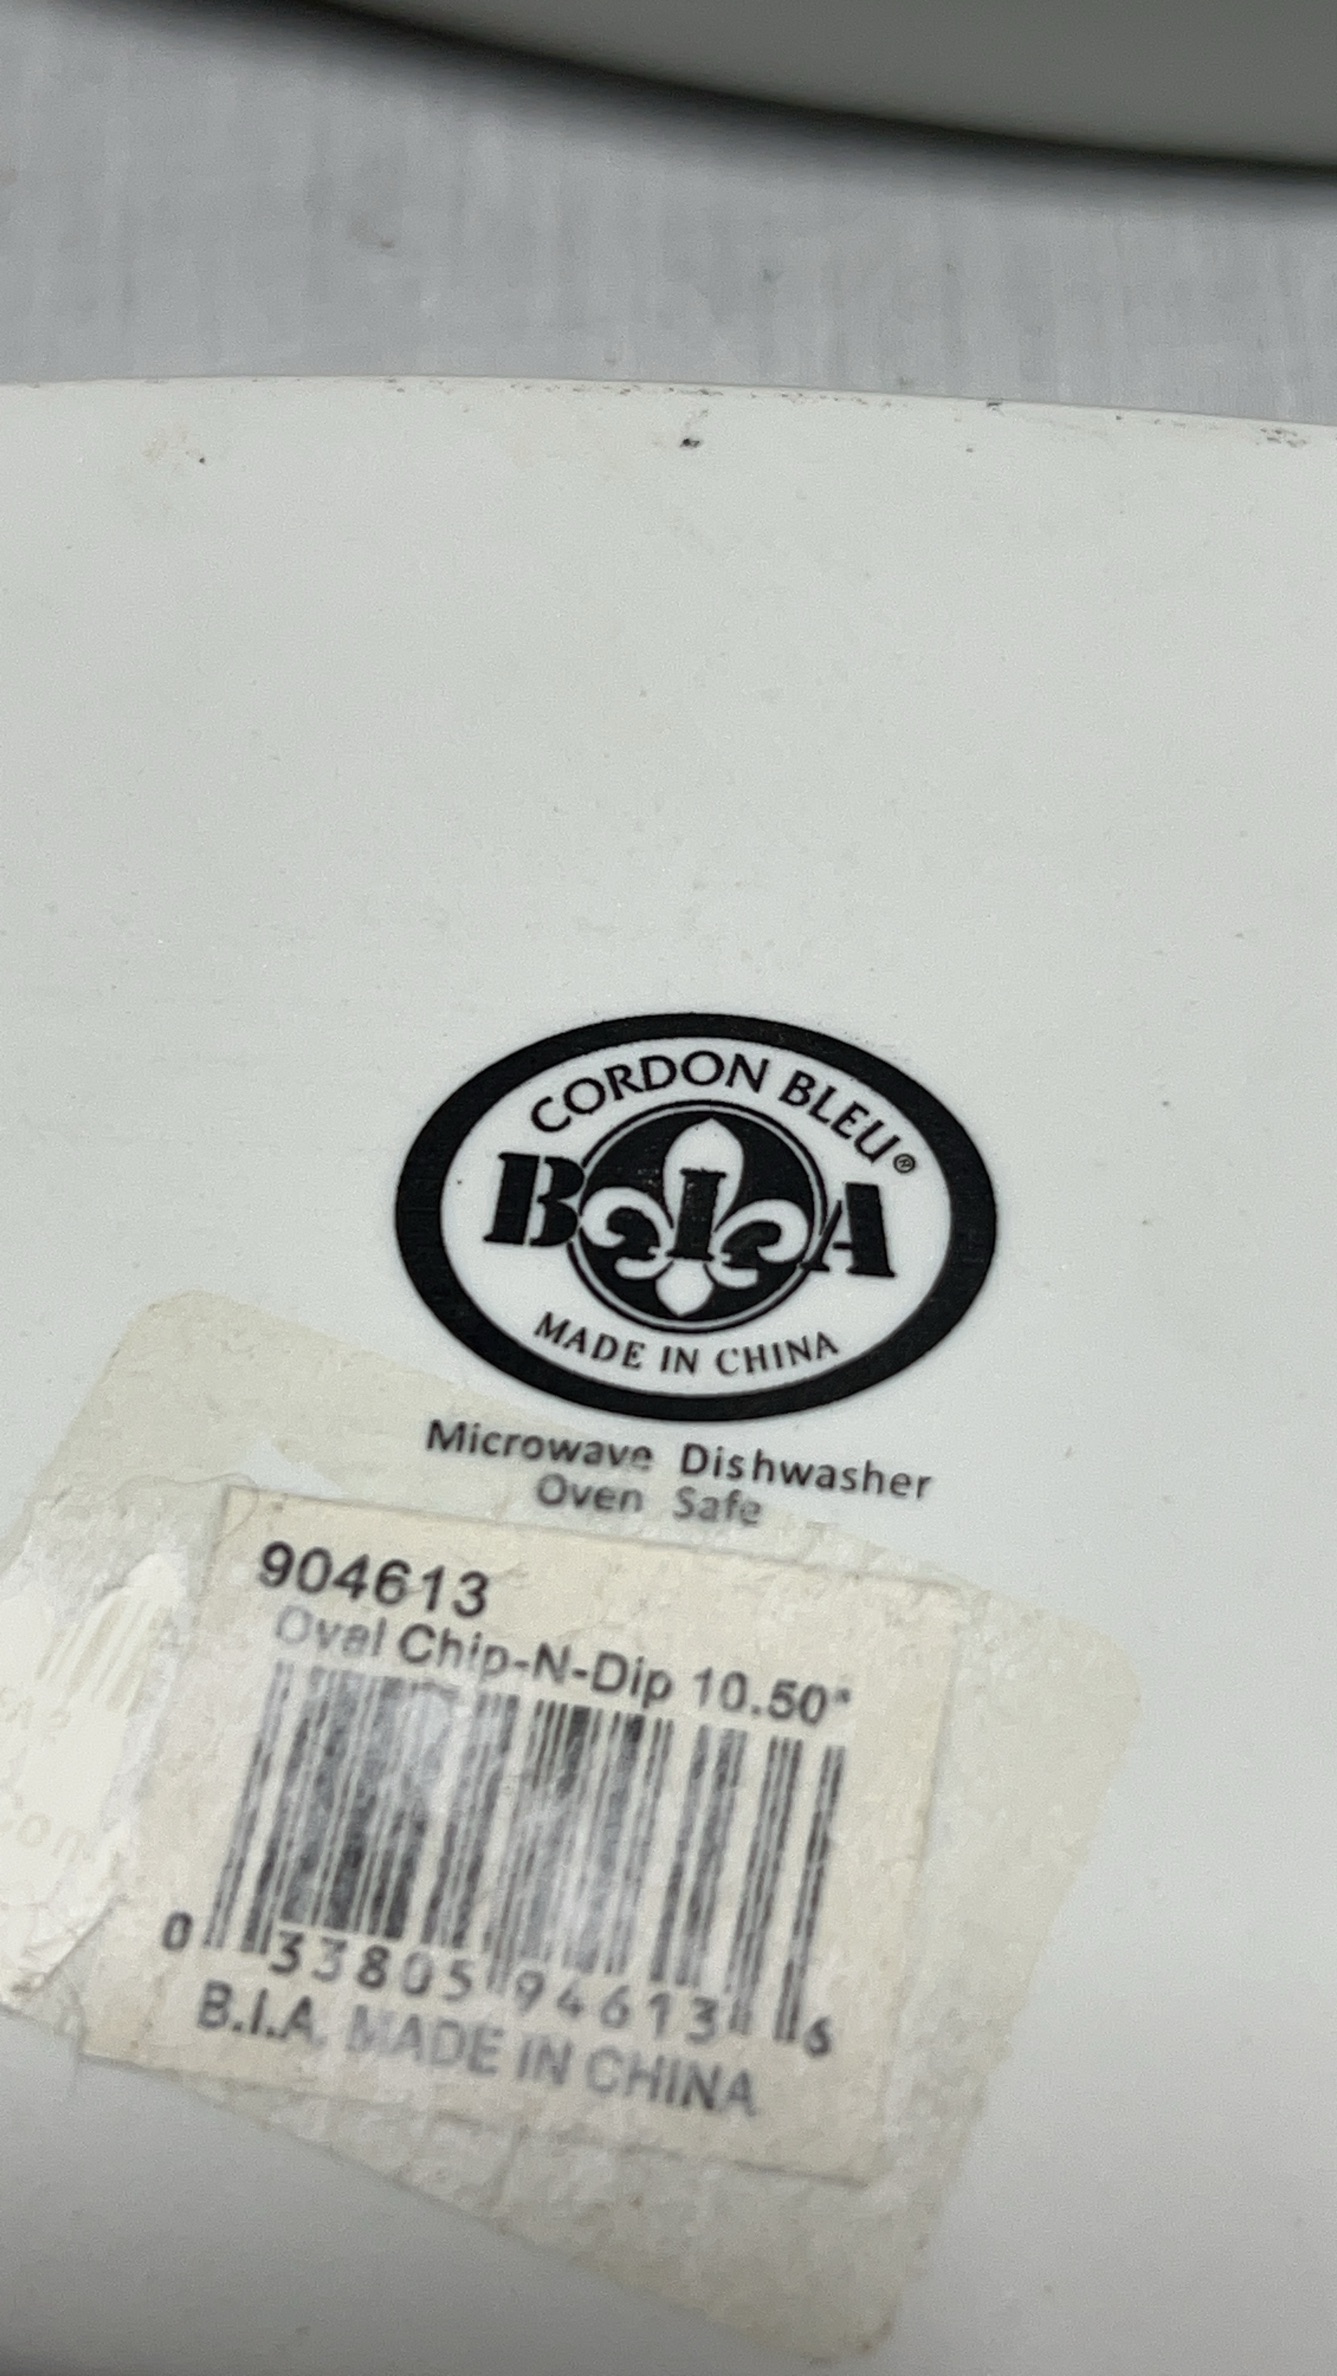 CORDON BLEU®
BIA
MADE IN CHINA
Microwave Dishwasher
Oven Safe
904613
Oval Chip-N-Dip 10.50"
0 33805 94613 6
B.I.A. MADE IN CHINA